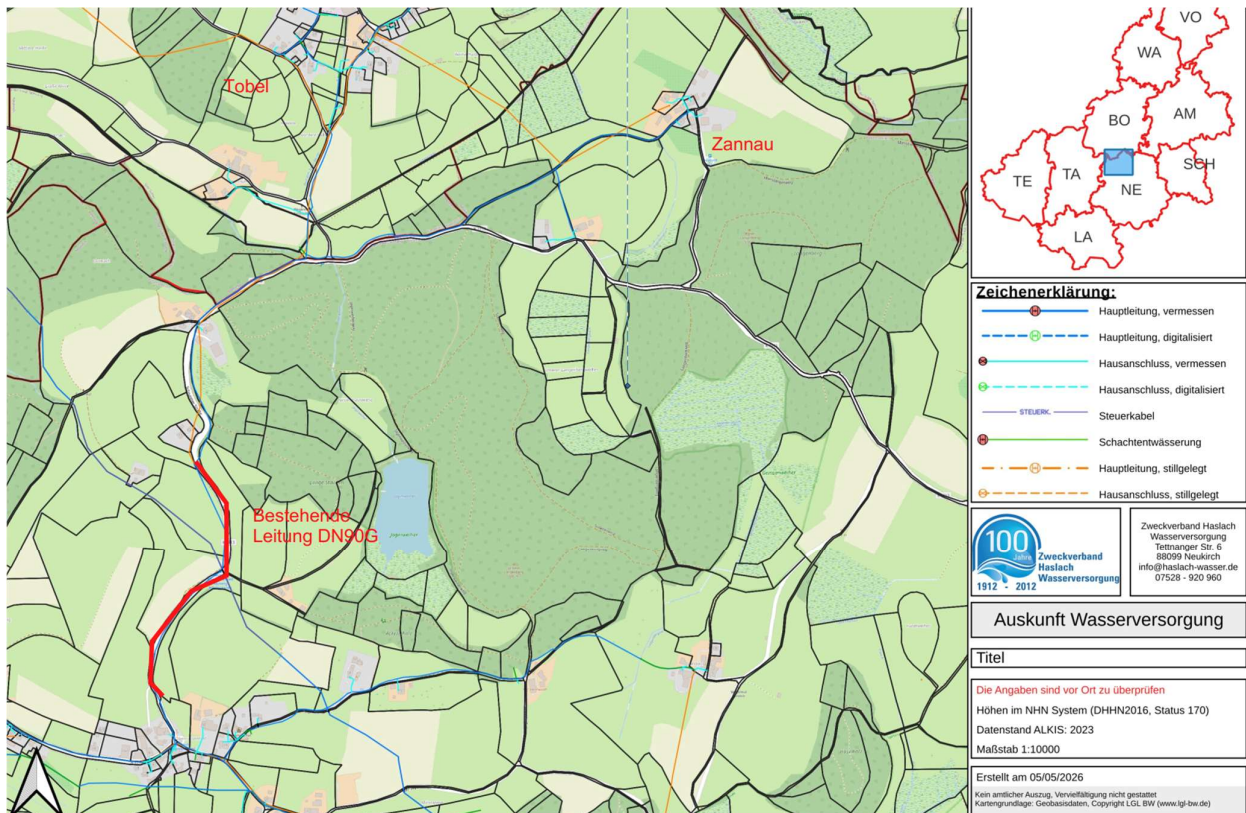 Tobel
Zannau
Bestehende
Leitung DN90G
VO
WA
BO
AM
SCH
TE
TA
NE
LA
Zeichenerklärung:
Hauptleitung, vermessen
Hauptleitung, digitalisiert
Hausanschluss, vermessen
Hausanschluss, digitalisiert
STEUERK.
Steuerkabel
Schachtentwässerung
Hauptleitung, stillgelegt
Hausanschluss, stillgelegt
100
Jahre
Zweckverband
Haslach
Wasserversorgung
1912 - 2012
Zweckverband Haslach
Wasserversorgung
Tettnanger Str. 6
88099 Neukirch
info@haslach-wasser.de
07528 - 920 960
Auskunft Wasserversorgung
Titel
Die Angaben sind vor Ort zu überprüfen
Höhen im NHN System (DHHN2016, Status 170)
Datenstand ALKIS: 2023
Maßstab 1:10000
Erstellt am 05/05/2026
Kein amtlicher Auszug, Vervielfältigung nicht gestattet
Kartengrundlage: Geobasisdaten, Copyright LGL BW (www.lgl-bw.de)